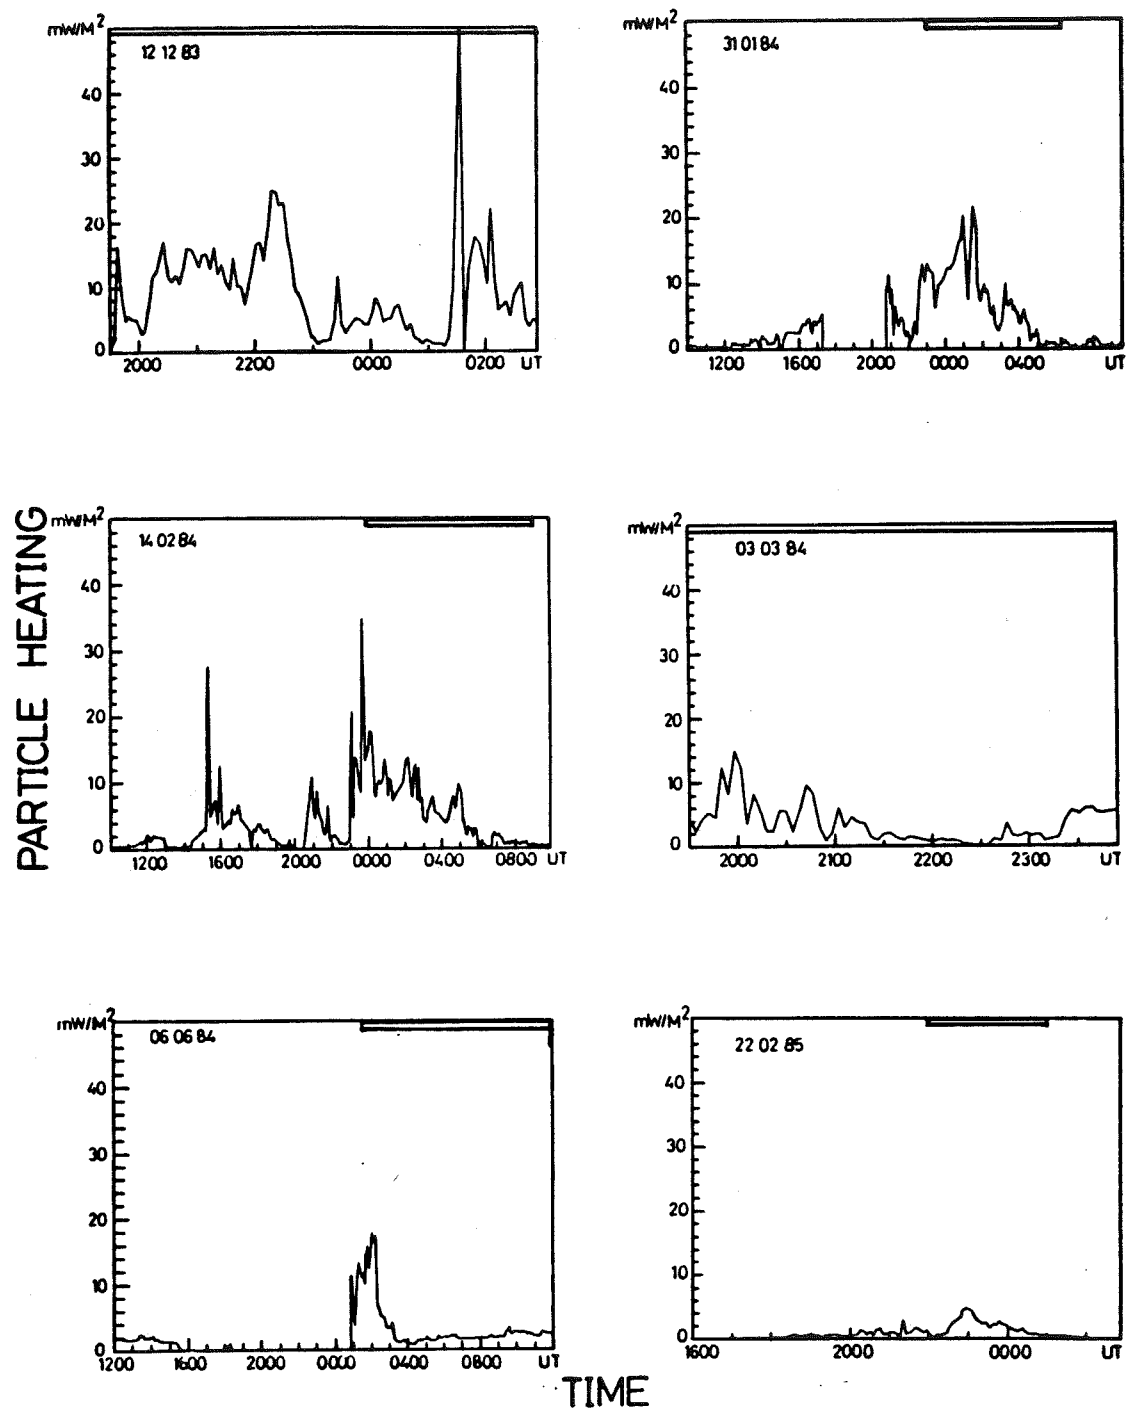 PARTICLE HEATING
mW/M²
12 12 83
40
30
20
10
0
2000 2200 0000 0200 UT
mW/M²
31 01 84
40
30
20
10
0
1200 1600 2000 0000 0400 UT
mW/M²
14 02 84
40
30
20
10
0
1200 1600 2000 0000 0400 0800 UT
mW/M²
03 03 84
40
30
20
10
0
2000 2100 2200 2300 UT
mW/M²
06 06 84
40
30
20
10
0
1200 1600 2000 0000 0400 0800 UT
mW/M²
22 02 85
40
30
20
10
0
1600 2000 0000 UT
TIME